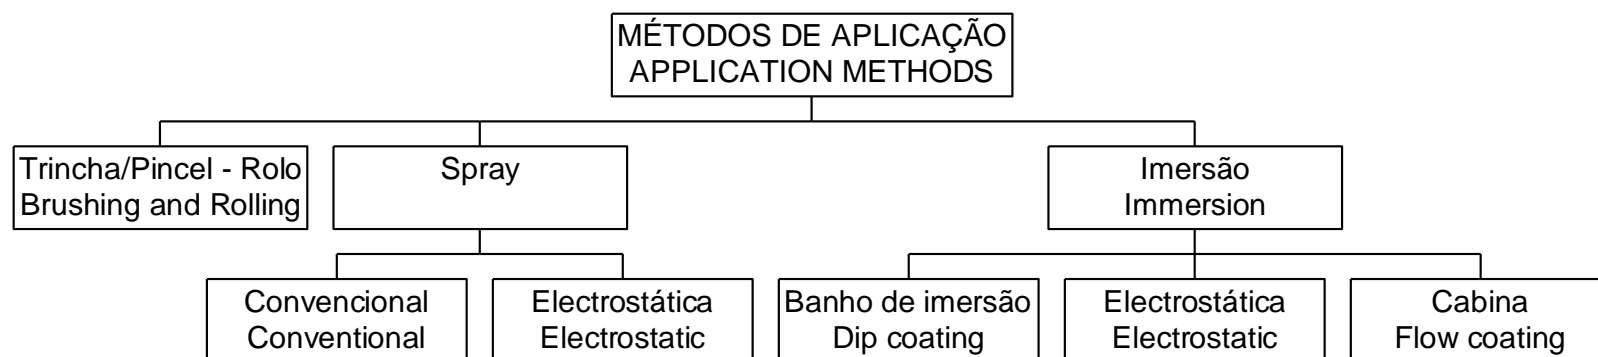 MÉTODOS DE APLICAÇÃO
APPLICATION METHODS
Trincha/Pincel - Rolo
Brushing and Rolling
Spray
Imersão
Immersion
Convencional
Conventional
Electrostática
Electrostatic
Banho de imersão
Dip coating
Electrostática
Electrostatic
Cabina
Flow coating